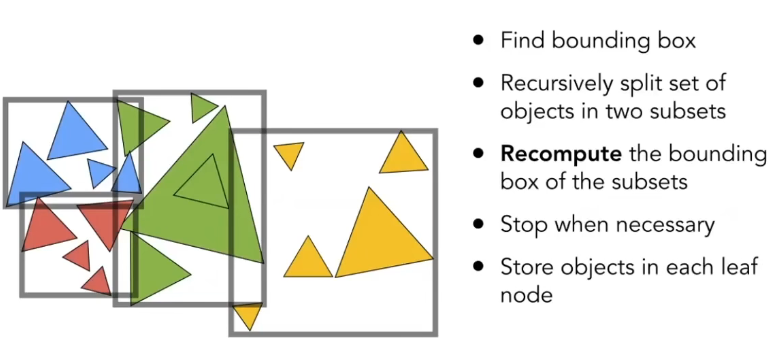 Find bounding box
Recursively split set of
objects in two subsets
Recompute the bounding
box of the subsets
Stop when necessary
Store objects in each leaf
node